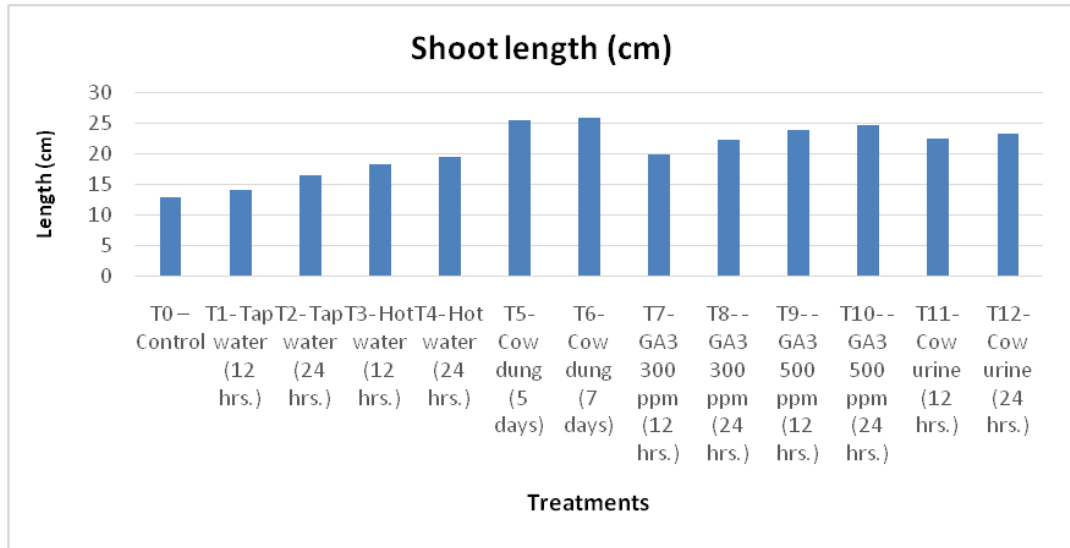 Shoot length (cm)
Length (cm)
30
25
20
15
10
5
0
T0 –
Control
T1-Tap
water
(12
hrs.)
T2-Tap
water
(24
hrs.)
T3-Hot
water
(12
hrs.)
T4-Hot
water
(24
hrs.)
T5-
Cow
dung
(5
days)
T6-
Cow
dung
(7
days)
T7-
GA3
300
ppm
(12
hrs.)
T8--
GA3
300
ppm
(24
hrs.)
T9--
GA3
500
ppm
(12
hrs.)
T10--
GA3
500
ppm
(24
hrs.)
T11-
Cow
urine
(12
hrs.)
T12-
Cow
urine
(24
hrs.)
Treatments